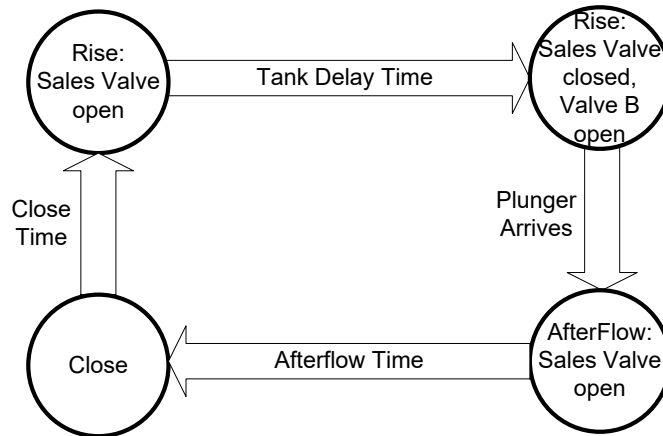 Rise:
Sales Valve
open
Tank Delay Time
Rise:
Sales Valve
closed,
Valve B
open
Close
Time
Plunger
Arrives
Close
Afterflow Time
AfterFlow:
Sales Valve
open